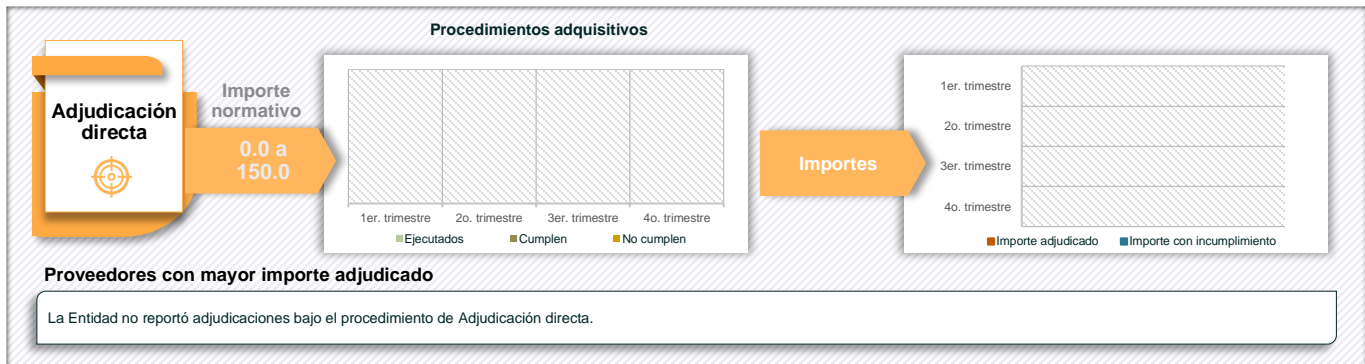 Procedimientos adquisitivos
Adjudicación
directa
Importe
normativo
0.0 a
150.0
1er. trimestre
2o. trimestre
3er. trimestre
4o. trimestre
Ejecutados
Cumplen
No cumplen
Importes
1er. trimestre
2o. trimestre
3er. trimestre
4o. trimestre
Importe adjudicado
Importe con incumplimiento
Proveedores con mayor importe adjudicado
La Entidad no reportó adjudicaciones bajo el procedimiento de Adjudicación directa.